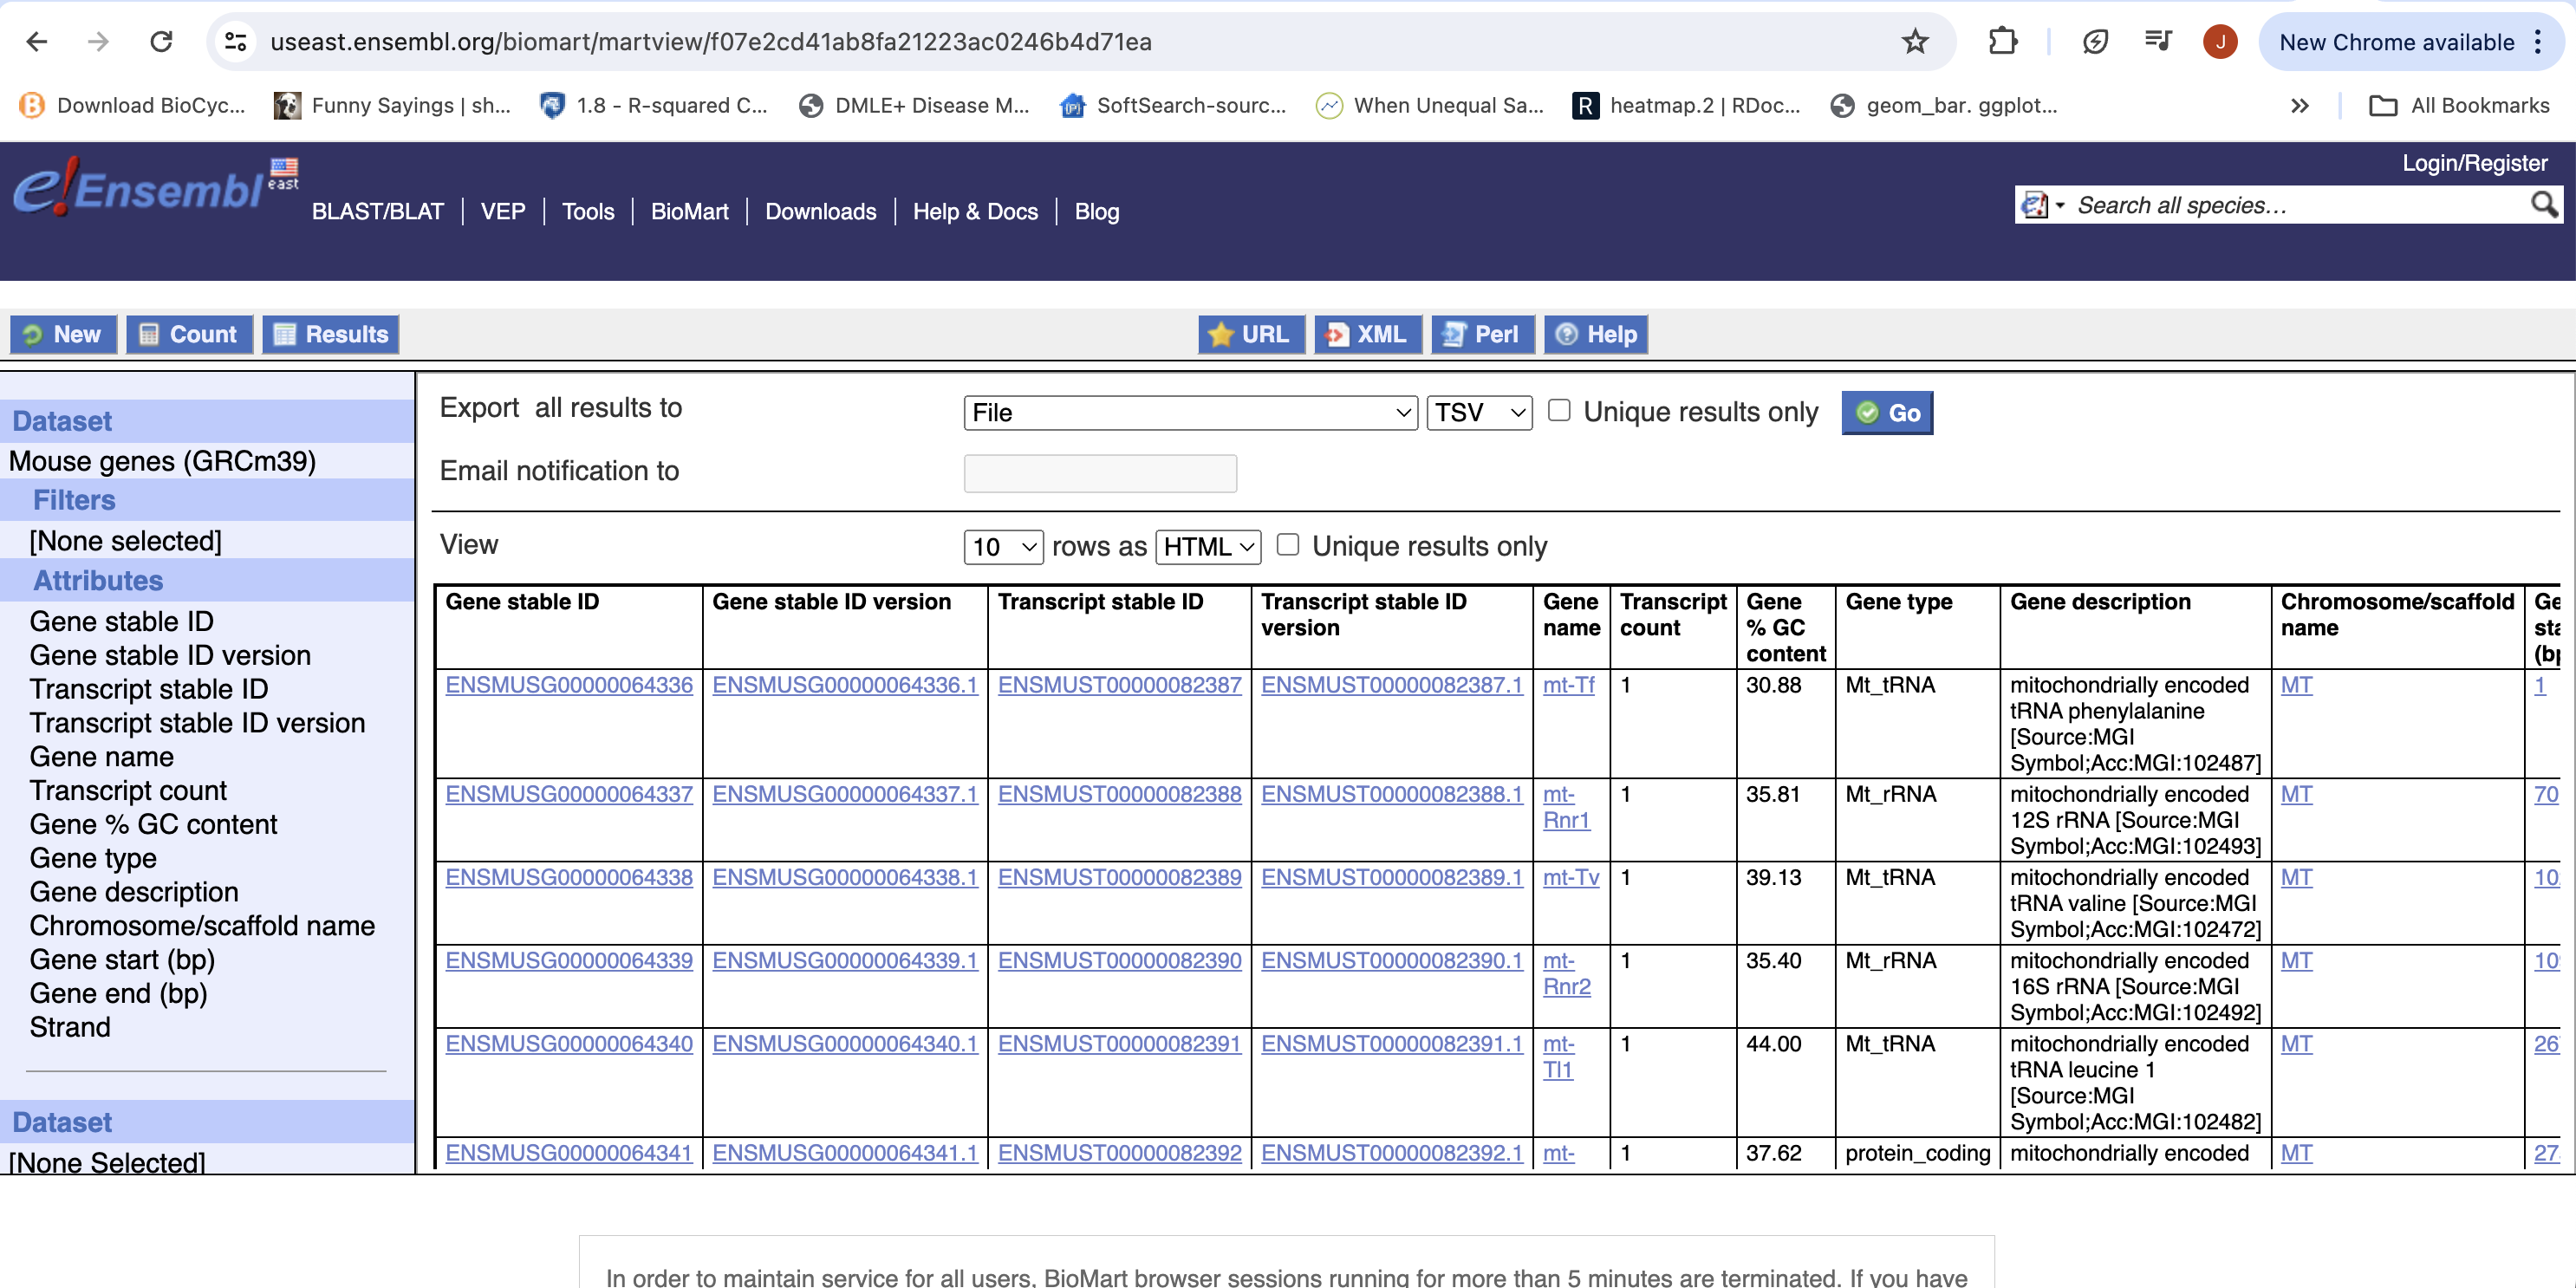 useast.ensembl.org/biomart/martview/f07e2cd41ab8fa21223ac0246b4d71ea
J
New Chrome available
Download BioCyc...
Funny Sayings | sh...
1.8 - R-squared C...
DMLE+ Disease M...
SoftSearch-sourc...
When Unequal Sa...
R heatmap.2 | RDoc...
geom_bar. ggplot...
» All Bookmarks
Login/Register
e!Ensembl east
BLAST/BLAT | VEP | Tools | BioMart | Downloads | Help & Docs | Blog
Search all species...
New Count Results URL XML Perl Help
Dataset
Mouse genes (GRCm39)
Filters
[None selected]
Attributes
Gene stable ID
Gene stable ID version
Transcript stable ID
Transcript stable ID version
Gene name
Transcript count
Gene % GC content
Gene type
Gene description
Chromosome/scaffold name
Gene start (bp)
Gene end (bp)
Strand
Dataset
[None Selected]
Export all results to File TSV Unique results only Go
Email notification to
View 10 rows as HTML Unique results only
Gene stable ID
Gene stable ID version
Transcript stable ID
Transcript stable ID
version
Gene
name
Transcript
count
Gene
% GC
content
Gene type
Gene description
Chromosome/scaffold
name
ENSMUSG00000064336 ENSMUSG00000064336.1 ENSMUST00000082387 ENSMUST00000082387.1 mt-Tf 1 30.88 Mt_tRNA mitochondrially encoded MT 1
tRNA phenylalanine
[Source:MGI
Symbol;Acc:MGI:102487]
ENSMUSG00000064337 ENSMUSG00000064337.1 ENSMUST00000082388 ENSMUST00000082388.1 mt- 1 35.81 Mt_rRNA mitochondrially encoded MT 70
Rnr1 12S rRNA [Source:MGI
Symbol;Acc:MGI:102493]
ENSMUSG00000064338 ENSMUSG00000064338.1 ENSMUST00000082389 ENSMUST00000082389.1 mt-Tv 1 39.13 Mt_tRNA mitochondrially encoded MT 10
tRNA valine [Source:MGI
Symbol;Acc:MGI:102472]
ENSMUSG00000064339 ENSMUSG00000064339.1 ENSMUST00000082390 ENSMUST00000082390.1 mt- 1 35.40 Mt_rRNA mitochondrially encoded MT 10
Rnr2 16S rRNA [Source:MGI
Symbol;Acc:MGI:102492]
ENSMUSG00000064340 ENSMUSG00000064340.1 ENSMUST00000082391 ENSMUST00000082391.1 mt- 1 44.00 Mt_tRNA mitochondrially encoded MT 26
Tl1 tRNA leucine 1
[Source:MGI
Symbol;Acc:MGI:102482]
ENSMUSG00000064341 ENSMUSG00000064341.1 ENSMUST00000082392 ENSMUST00000082392.1 mt- 1 37.62 protein_coding mitochondrially encoded MT 27
In order to maintain service for all users, BioMart browser sessions running for more than 5 minutes are terminated. If you have